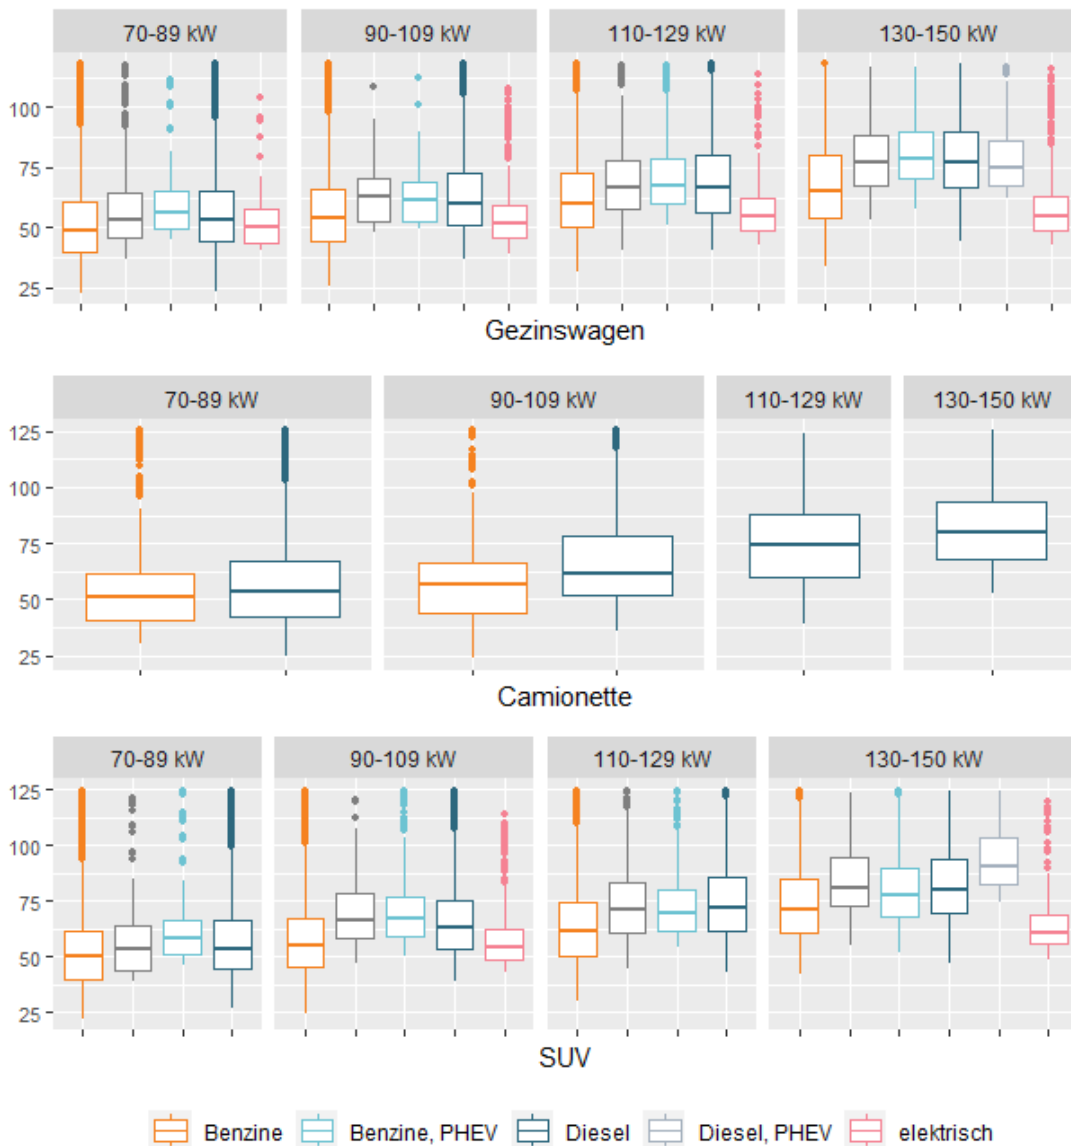 70-89 kW 90-109 kW 110-129 kW 130-150 kW
100
75
50
25
Gezinswagen
70-89 kW 90-109 kW 110-129 kW 130-150 kW
125
100
75
50
25
Camionette
70-89 kW 90-109 kW 110-129 kW 130-150 kW
125
100
75
50
25
SUV
Benzine Benzine, PHEV Diesel Diesel, PHEV elektrisch